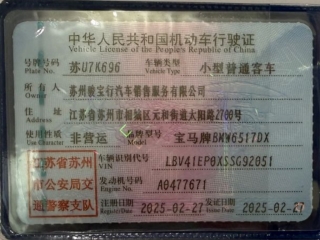 中华人民共和国机动车行驶证
Vehicle License of the People's Republic of China
号牌号码 苏U7K696 车辆类型 小型普通客车
Plate No. Vehicle Type
所有人 苏州骏宝行汽车销售服务有限公司
Owner
住址 江苏省苏州市相城区元和街道太阳路2700号
Address
使用性质 非营运 品牌型号 宝马牌BMW6517DX
Use Character Model
江苏省苏州 车辆识别代号 LBV41EP0XSSG92051
VIN
市公安局交 发动机号码 A0477671
Engine No.
通警察支队 注册日期 2025-02-27 发证日期 2025-02-27
Register Date Issue Date